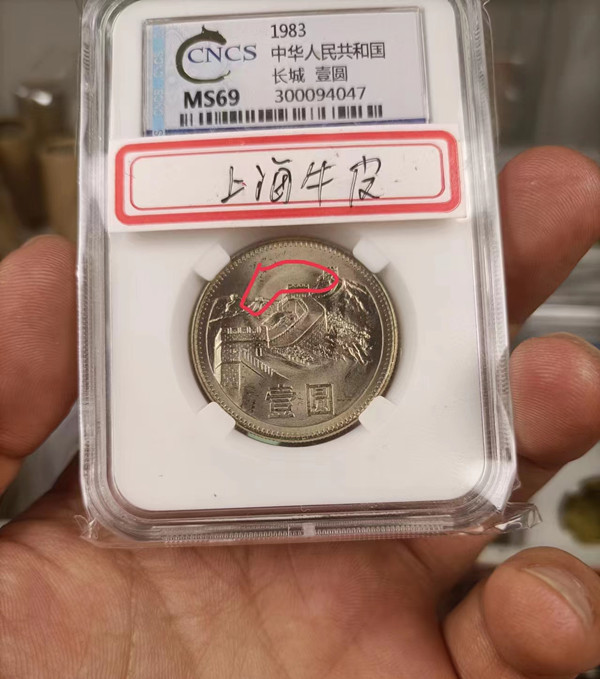 CNCS
1983
中华人民共和国
长城 壹圆
MS69 300094047
上海牛皮
壹圆